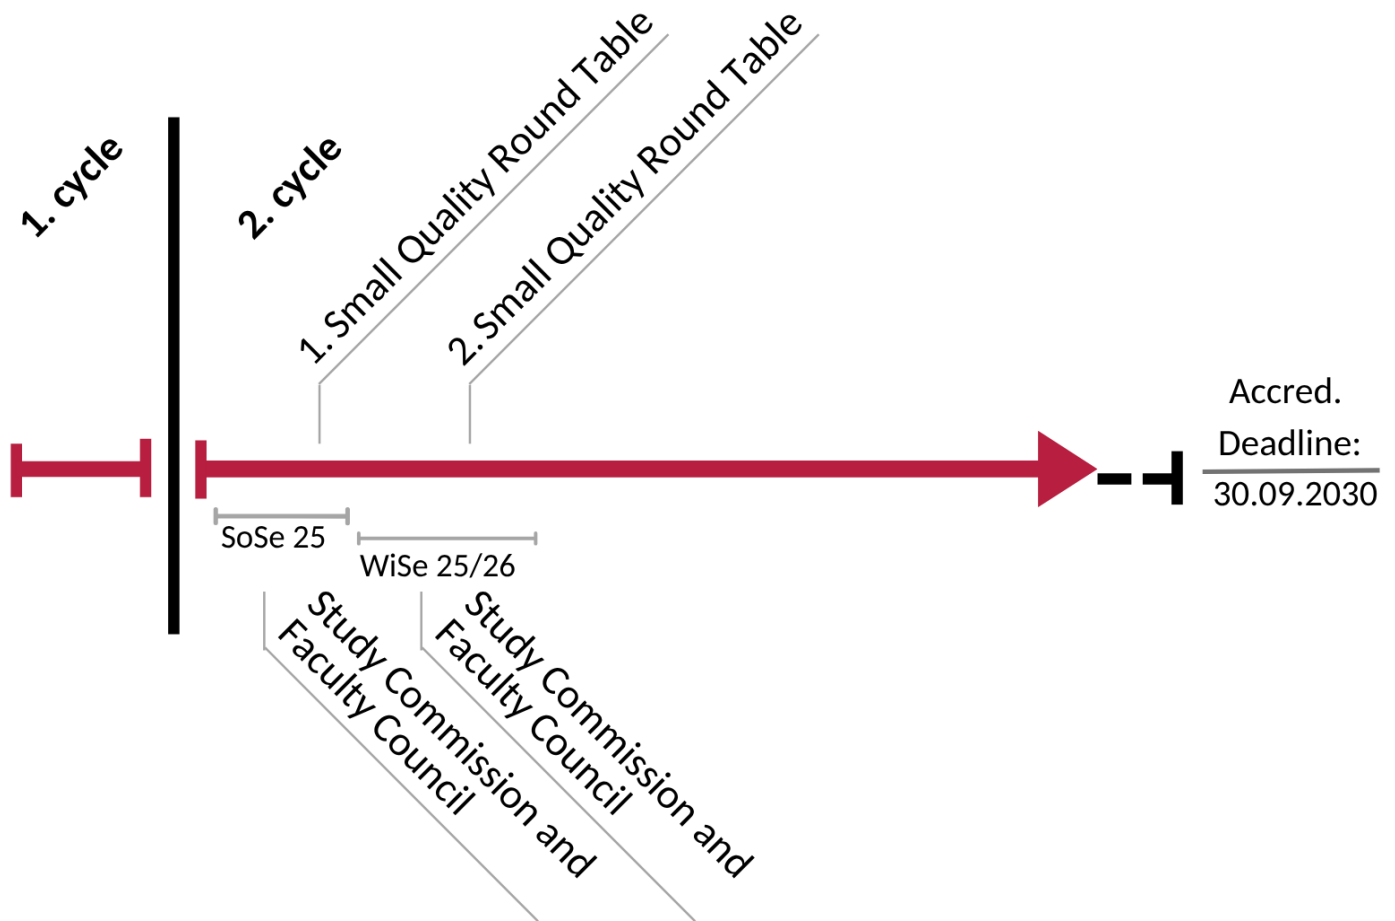 1. cycle
2. cycle
1. Small Quality Round Table
2. Small Quality Round Table
Accred.
Deadline:
30.09.2030
SoSe 25
WiSe 25/26
Study Commission and
Faculty Council
Study Commission and
Faculty Council